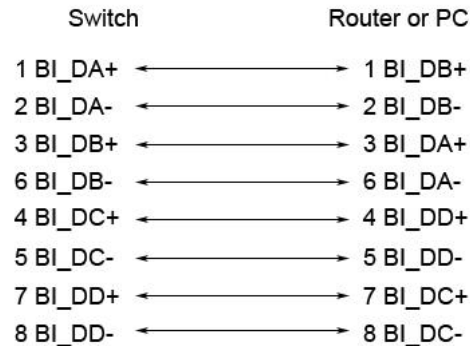 Switch Router or PC
1 BI_DA+ 1 BI_DB+
2 BI_DA- 2 BI_DB-
3 BI_DB+ 3 BI_DA+
6 BI_DB- 6 BI_DA-
4 BI_DC+ 4 BI_DD+
5 BI_DC- 5 BI_DD-
7 BI_DD+ 7 BI_DC+
8 BI_DD- 8 BI_DC-